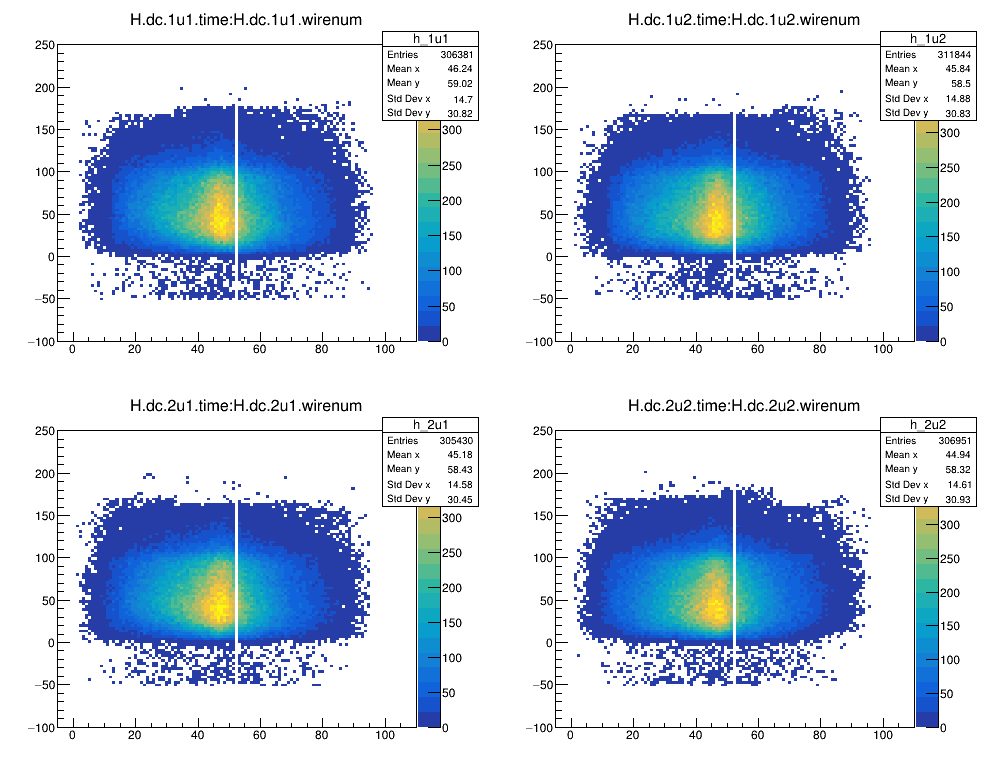 H.dc.1u1.time:H.dc.1u1.wirenum
h_1u1
Entries 306381
Mean x 46.24
Mean y 59.02
Std Dev x 14.7
Std Dev y 30.82
250
200
150
100
50
0
−50
−100
0 20 40 60 80 100
300
250
200
150
100
50
0
H.dc.1u2.time:H.dc.1u2.wirenum
h_1u2
Entries 311844
Mean x 45.84
Mean y 58.5
Std Dev x 14.88
Std Dev y 30.83
250
200
150
100
50
0
−50
−100
0 20 40 60 80 100
300
250
200
150
100
50
0
H.dc.2u1.time:H.dc.2u1.wirenum
h_2u1
Entries 305430
Mean x 45.18
Mean y 58.43
Std Dev x 14.58
Std Dev y 30.45
250
200
150
100
50
0
−50
−100
0 20 40 60 80 100
300
250
200
150
100
50
0
H.dc.2u2.time:H.dc.2u2.wirenum
h_2u2
Entries 306951
Mean x 44.94
Mean y 58.32
Std Dev x 14.61
Std Dev y 30.93
250
200
150
100
50
0
−50
−100
0 20 40 60 80 100
300
250
200
150
100
50
0